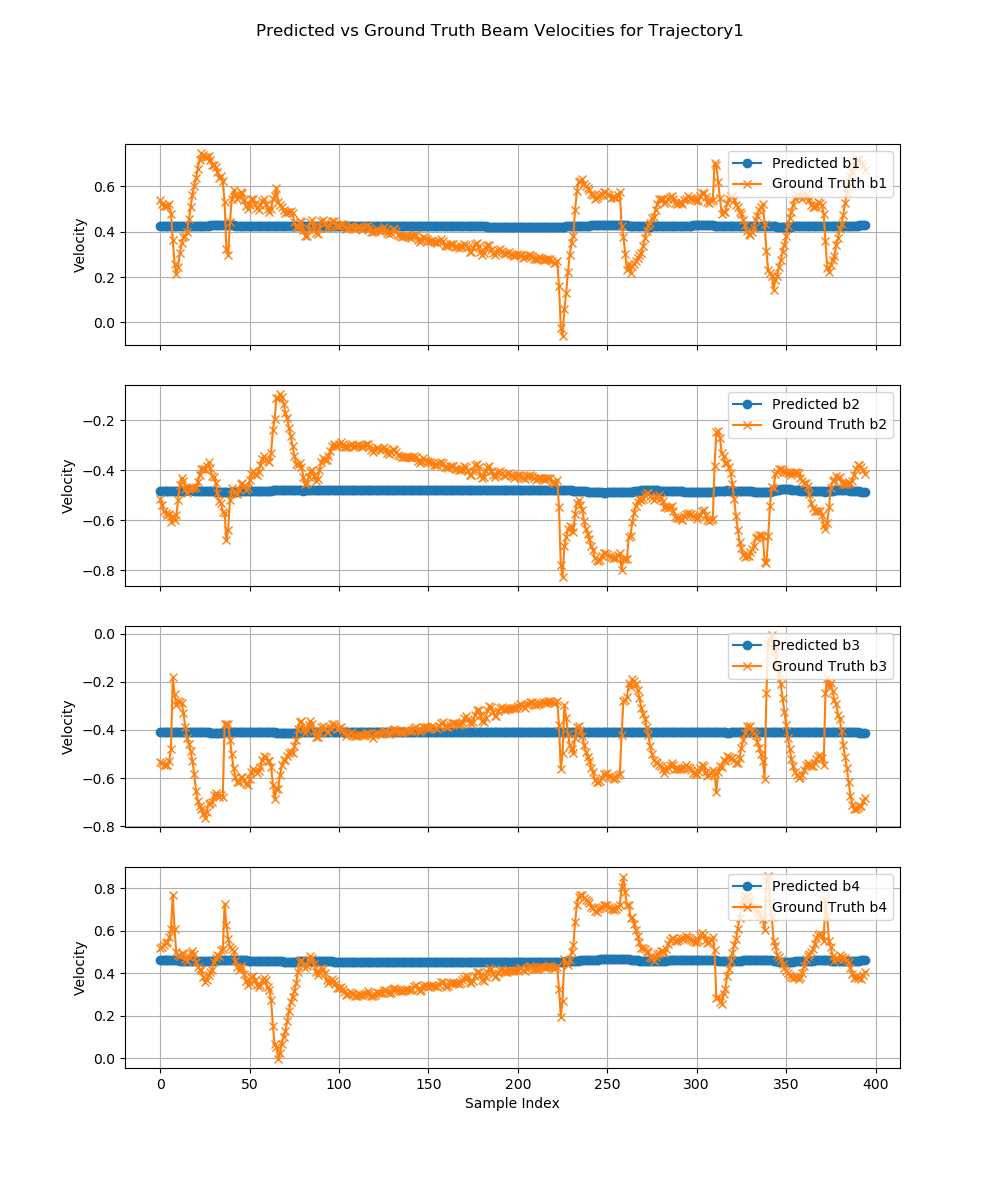 Predicted vs Ground Truth Beam Velocities for Trajectory1
0.6
0.4
0.2
0.0
Velocity
Predicted b1
Ground Truth b1
−0.2
−0.4
−0.6
−0.8
Velocity
Predicted b2
Ground Truth b2
0.0
−0.2
−0.4
−0.6
−0.8
Velocity
Predicted b3
Ground Truth b3
0.8
0.6
0.4
0.2
0.0
Velocity
Predicted b4
Ground Truth b4
0 50 100 150 200 250 300 350 400
Sample Index